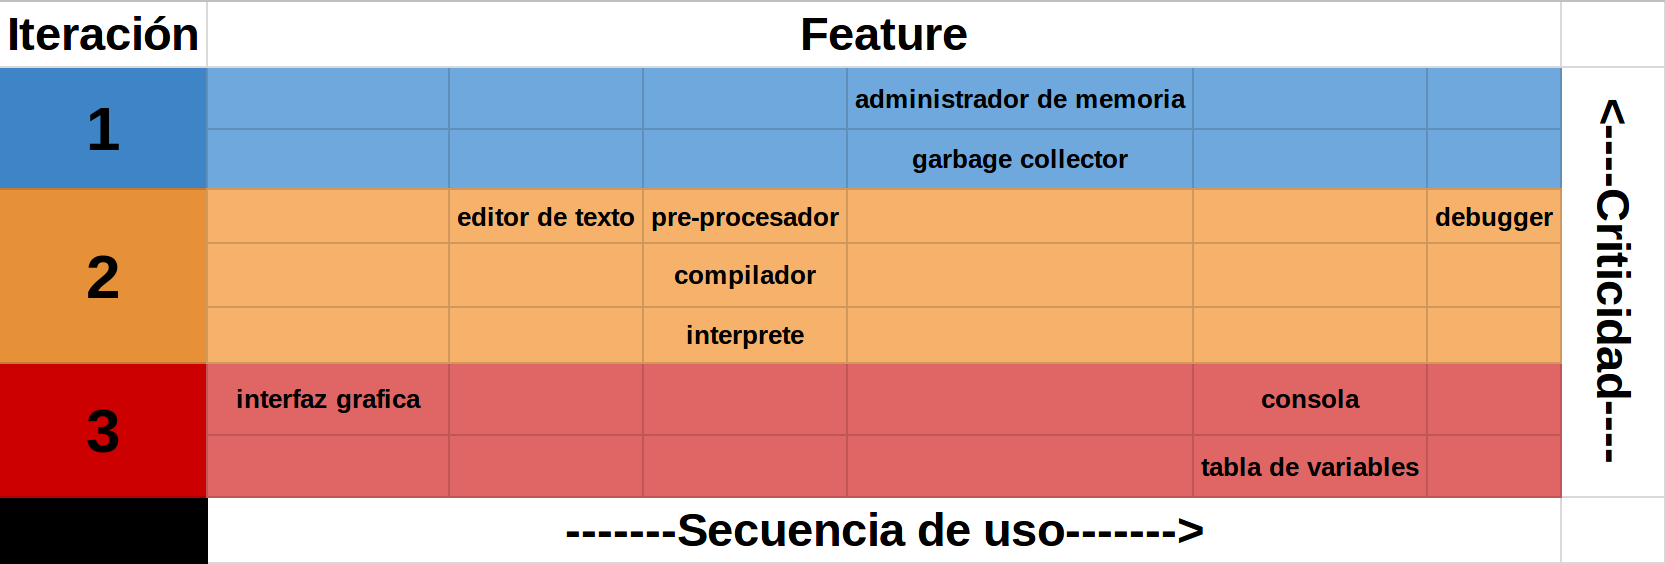 Iteración Feature
1
administrador de memoria
garbage collector
2
editor de texto pre-procesador debugger
compilador
interprete
3
interfaz grafica consola
tabla de variables
<----Criticidad----
-------Secuencia de uso------->